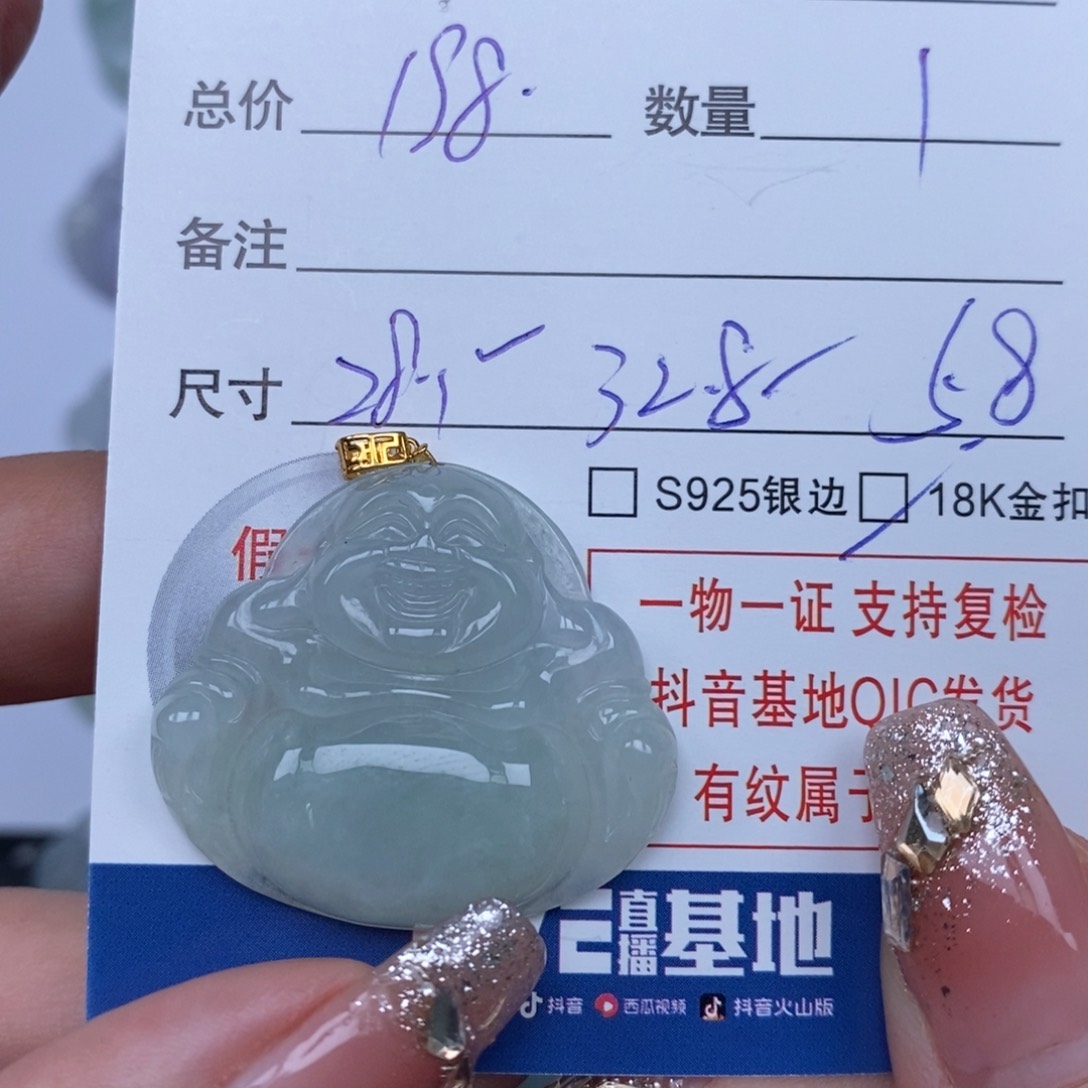 总价 158. 数量 1
备注
尺寸 28.5 32.8 5.8
S925银边 18K金扣
假
一物一证 支持复检
抖音基地QIC发货
有纹属
直播基地
抖音 西瓜视频 抖音火山版